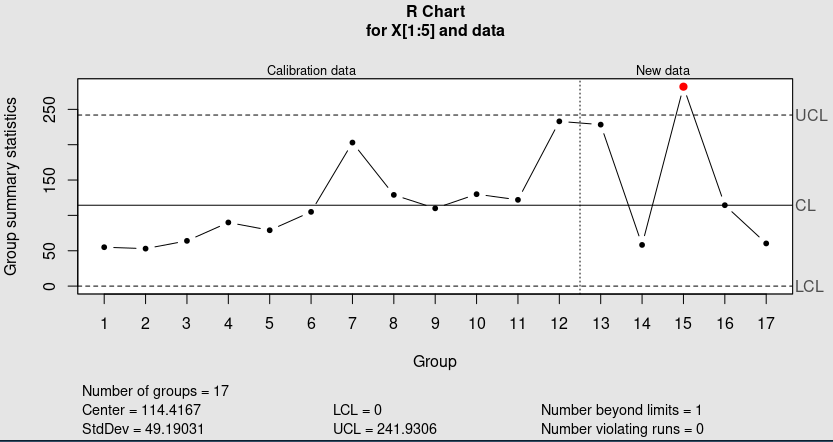 R Chart
for X[1:5] and data
Calibration data New data
Group summary statistics
250
150
50
0
UCL
CL
LCL
1 2 3 4 5 6 7 8 9 10 11 12 13 14 15 16 17
Group
Number of groups = 17
Center = 114.4167 LCL = 0 Number beyond limits = 1
StdDev = 49.19031 UCL = 241.9306 Number violating runs = 0